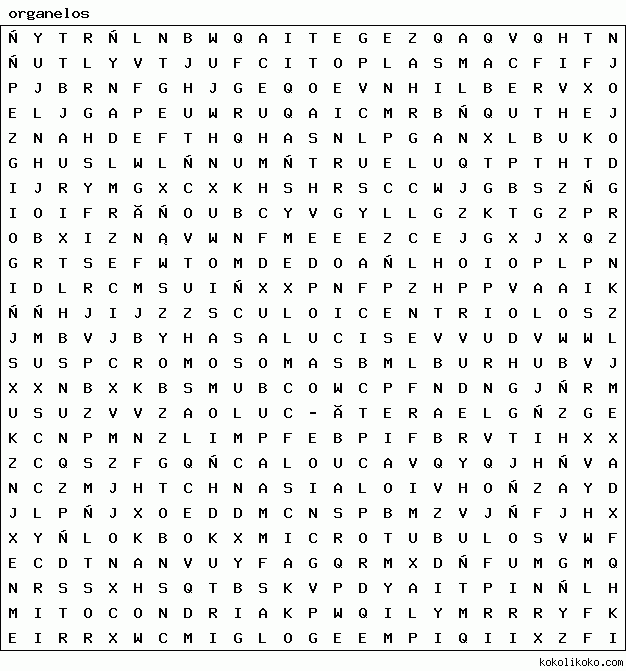 organelos
Ñ Y T R Ñ L N B W Q A I T E G E Z Q A Q V Q H T N
Ñ U T L Y V T J U F C I T O P L A S M A C F I F J
P J B R N F G H J G E Q O E V N H I L B E R V X O
E L J G A P E U W R U Q A I C M R B Ñ Q U T H E J
Z N A H D E F T H Q H A S N L P G A N X L B U K O
G H U S L W L Ñ N U M Ñ T R U E L U Q T P T H T D
I J R Y M G X C X K H S H R S C C W J G B S Z Ñ G
I O I F R Ă Ñ O U B C Y V G Y L L G Z K T G Z P R
O B X I Z N Ą V W N F M E E E Z C E J G X J X Q Z
G R T S E F W T O M D E D O A Ñ L H O I O P L P N
I D L R C M S U I Ñ X X P N F P Z H P P V A A I K
Ñ Ñ H J I J Z Z S C U L O I C E N T R I O L O S Z
J M B V J B Y H A S A L U C I S E V V U D V W W L
S U S P C R O M O S O M A S B M L B U R H U B V J
X X N B X K B S M U B C O W C P F N D N G J Ñ R M
U S U Z V V Z A O L U C - Ă T E R A E L G Ñ Z G E
K C N P M N Z L I M P F E B P I F B R V T I H X X
Z C Q S Z F G Q Ñ C A L O U C A V Q Y Q J H Ñ V A
N C Z M J H T C H N A S I A L O I V H O Ñ Z A Y D
J L P Ñ J X O E D D M C N S P B M Z V J Ñ F J H X
X Y Ñ L O K B O K X M I C R O T U B U L O S V W F
E C D T N A N V U Y F A G Q R M X D Ñ F U M G M Q
N R S S X H S Q T B S K V P D Y A I T P I N Ñ L H
M I T O C O N D R I A K P W Q I L Y M R R R Y F K
E I R R X W C M I G L O G E E M P I Q I I X Z F I
kokolikoko.com